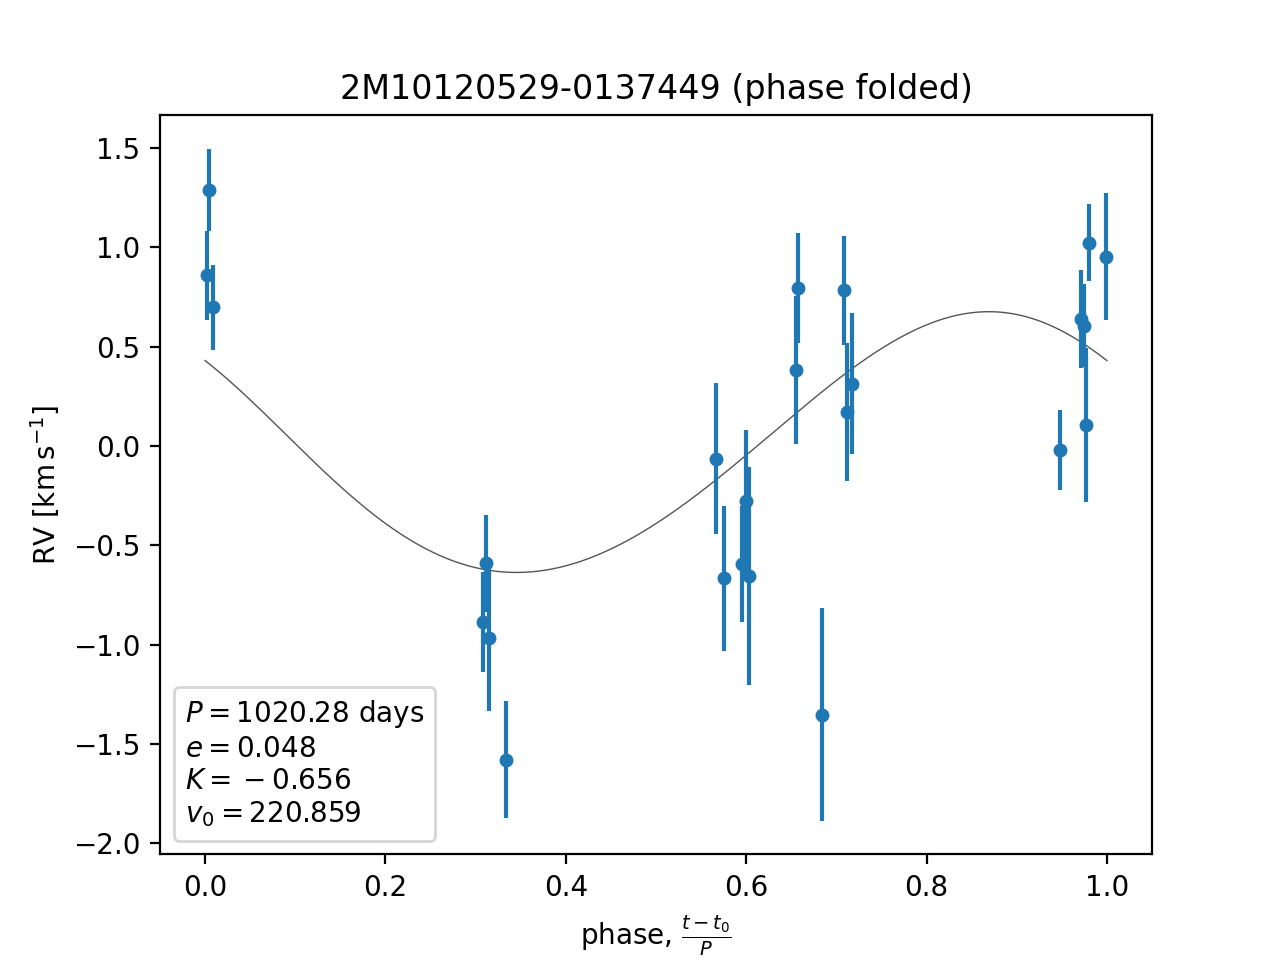 2M10120529-0137449 (phase folded)
RV [km s⁻¹]
1.5
1.0
0.5
0.0
−0.5
−1.0
−1.5
−2.0
P = 1020.28 days
e = 0.048
K = −0.656
v₀ = 220.859
0.0 0.2 0.4 0.6 0.8 1.0
phase, (t − t₀)/P